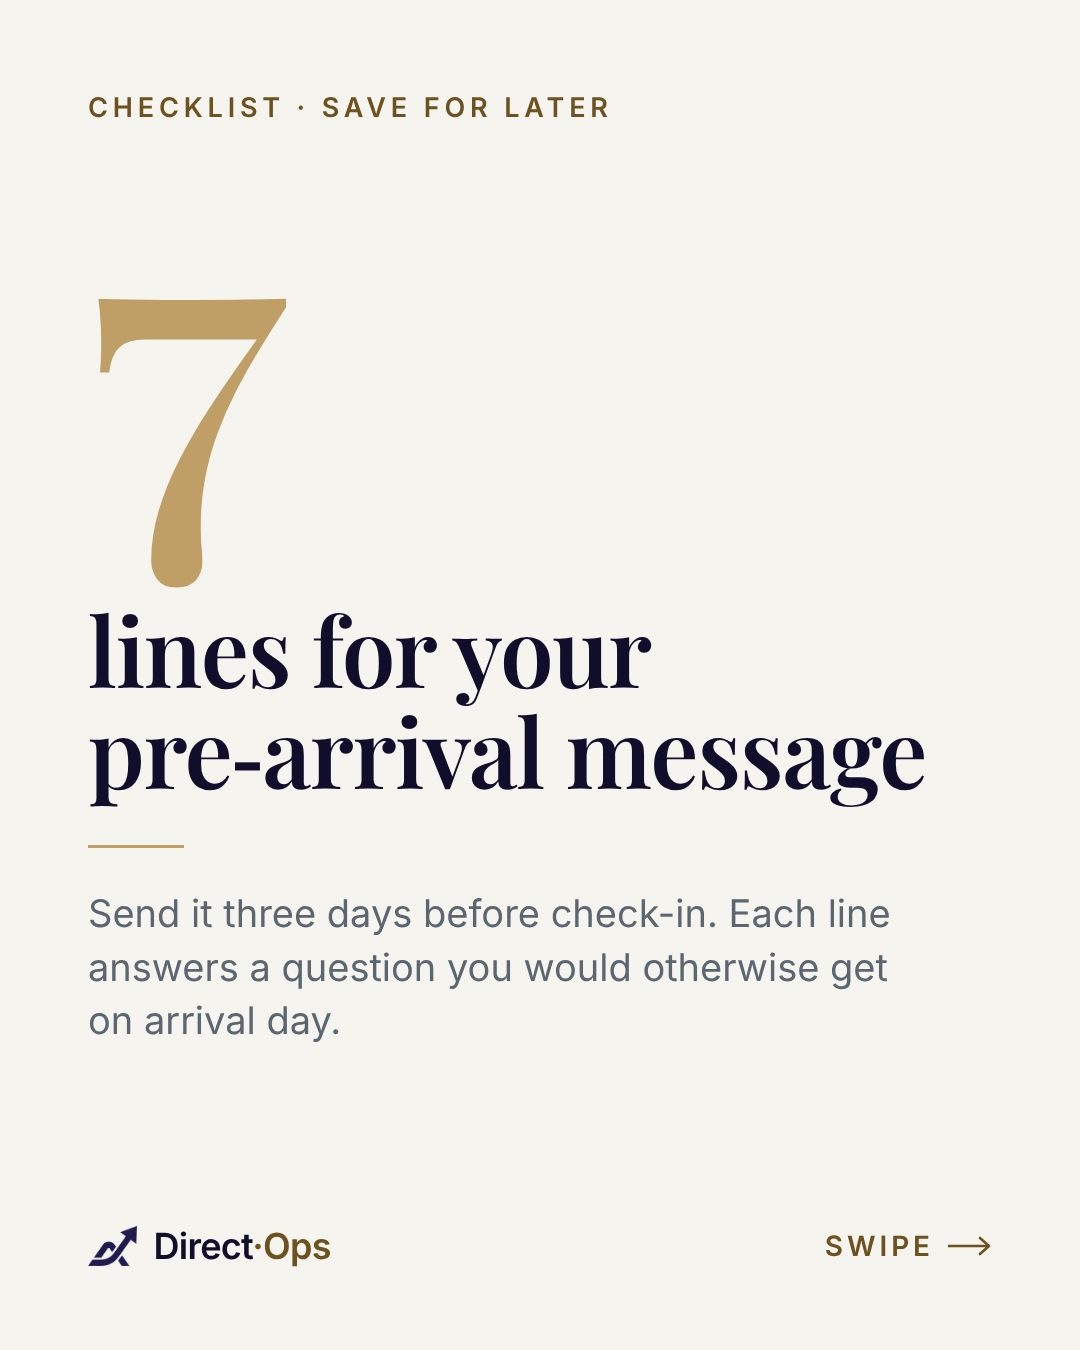 CHECKLIST · SAVE FOR LATER
7
lines for your
pre-arrival message
Send it three days before check-in. Each line
answers a question you would otherwise get
on arrival day.
Direct·Ops
SWIPE →